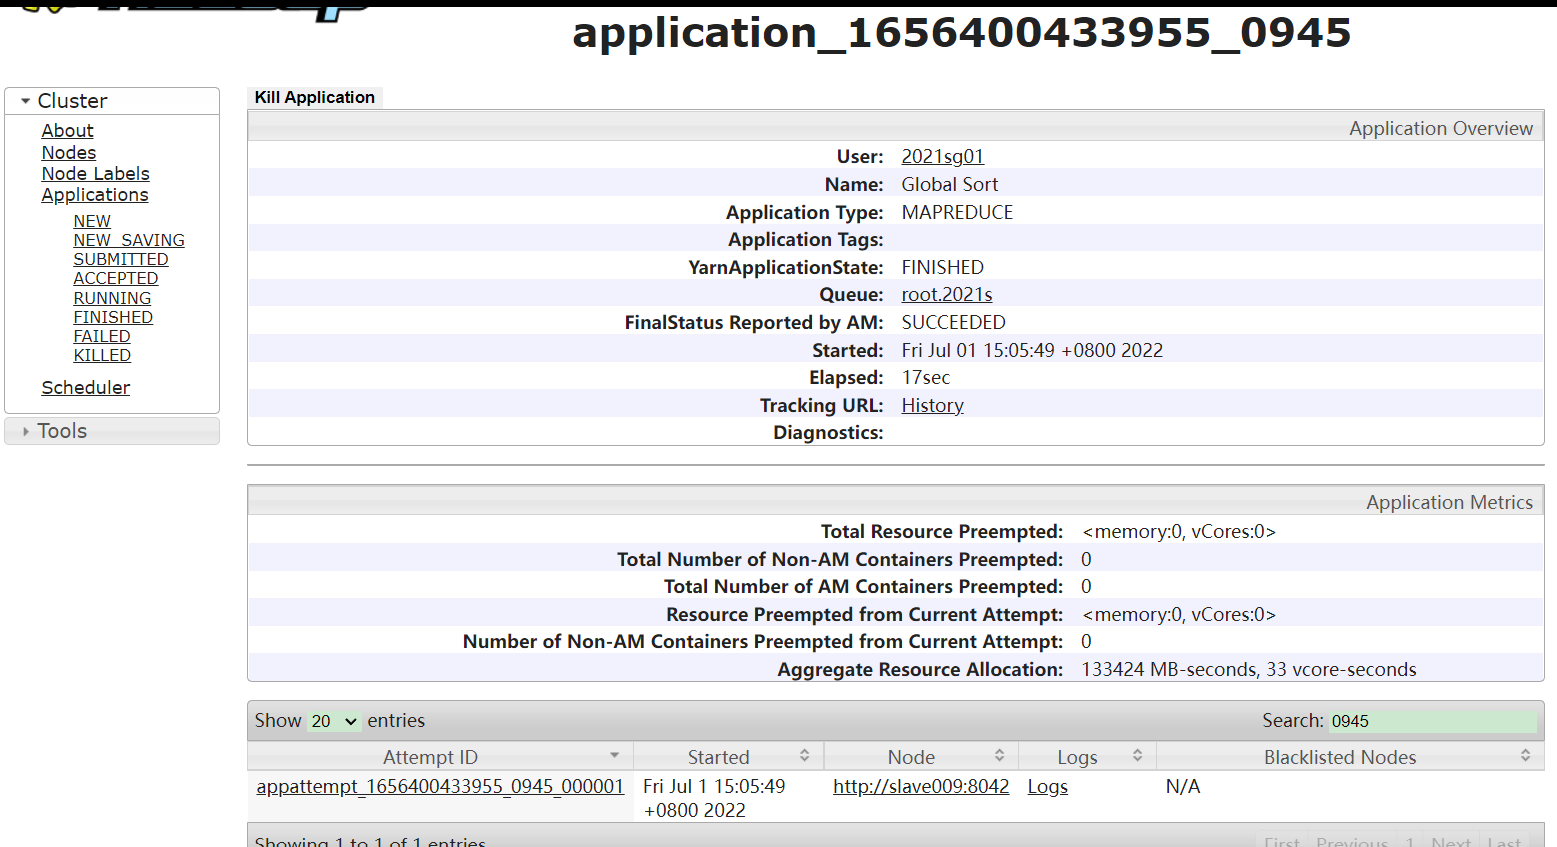 application_1656400433955_0945
Cluster
About
Nodes
Node Labels
Applications
NEW
NEW_SAVING
SUBMITTED
ACCEPTED
RUNNING
FINISHED
FAILED
KILLED
Scheduler
Tools
Kill Application
Application Overview
User: 2021sg01
Name: Global Sort
Application Type: MAPREDUCE
Application Tags:
YarnApplicationState: FINISHED
Queue: root.2021s
FinalStatus Reported by AM: SUCCEEDED
Started: Fri Jul 01 15:05:49 +0800 2022
Elapsed: 17sec
Tracking URL: History
Diagnostics:
Application Metrics
Total Resource Preempted: <memory:0, vCores:0>
Total Number of Non-AM Containers Preempted: 0
Total Number of AM Containers Preempted: 0
Resource Preempted from Current Attempt: <memory:0, vCores:0>
Number of Non-AM Containers Preempted from Current Attempt: 0
Aggregate Resource Allocation: 133424 MB-seconds, 33 vcore-seconds
Show 20 entries Search: 0945
Attempt ID Started Node Logs Blacklisted Nodes
appattempt_1656400433955_0945_000001 Fri Jul 1 15:05:49 http://slave009:8042 Logs N/A
+0800 2022
Showing 1 to 1 of 1 entries First Previous 1 Next Last